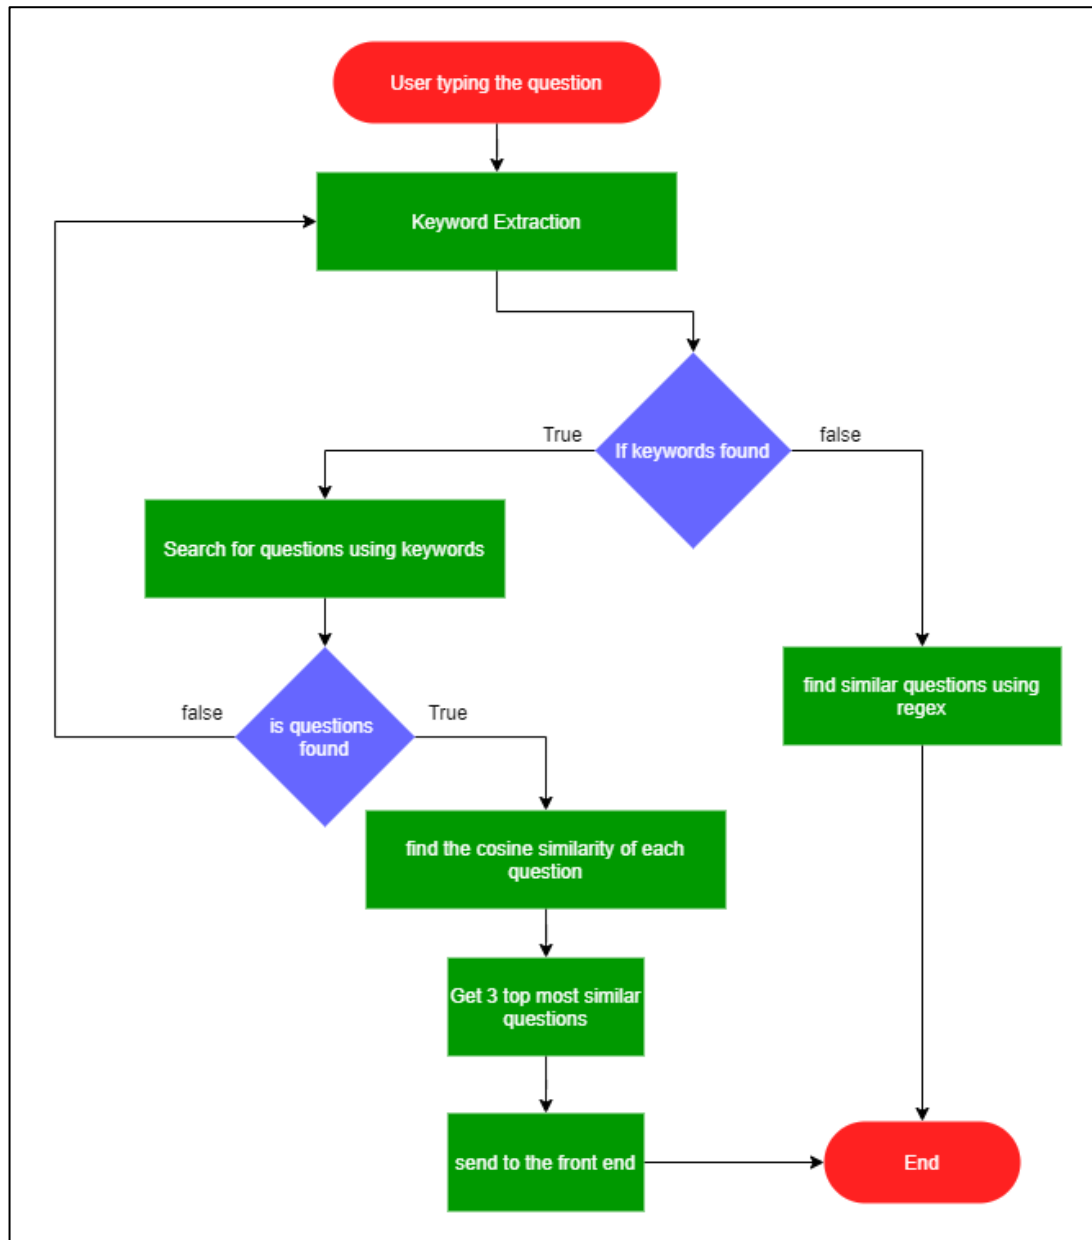 User typing the question
Keyword Extraction
True
false
If keywords found
Search for questions using keywords
find similar questions using
regex
false
True
is questions
found
find the cosine similarity of each
question
Get 3 top most similar
questions
send to the front end
End